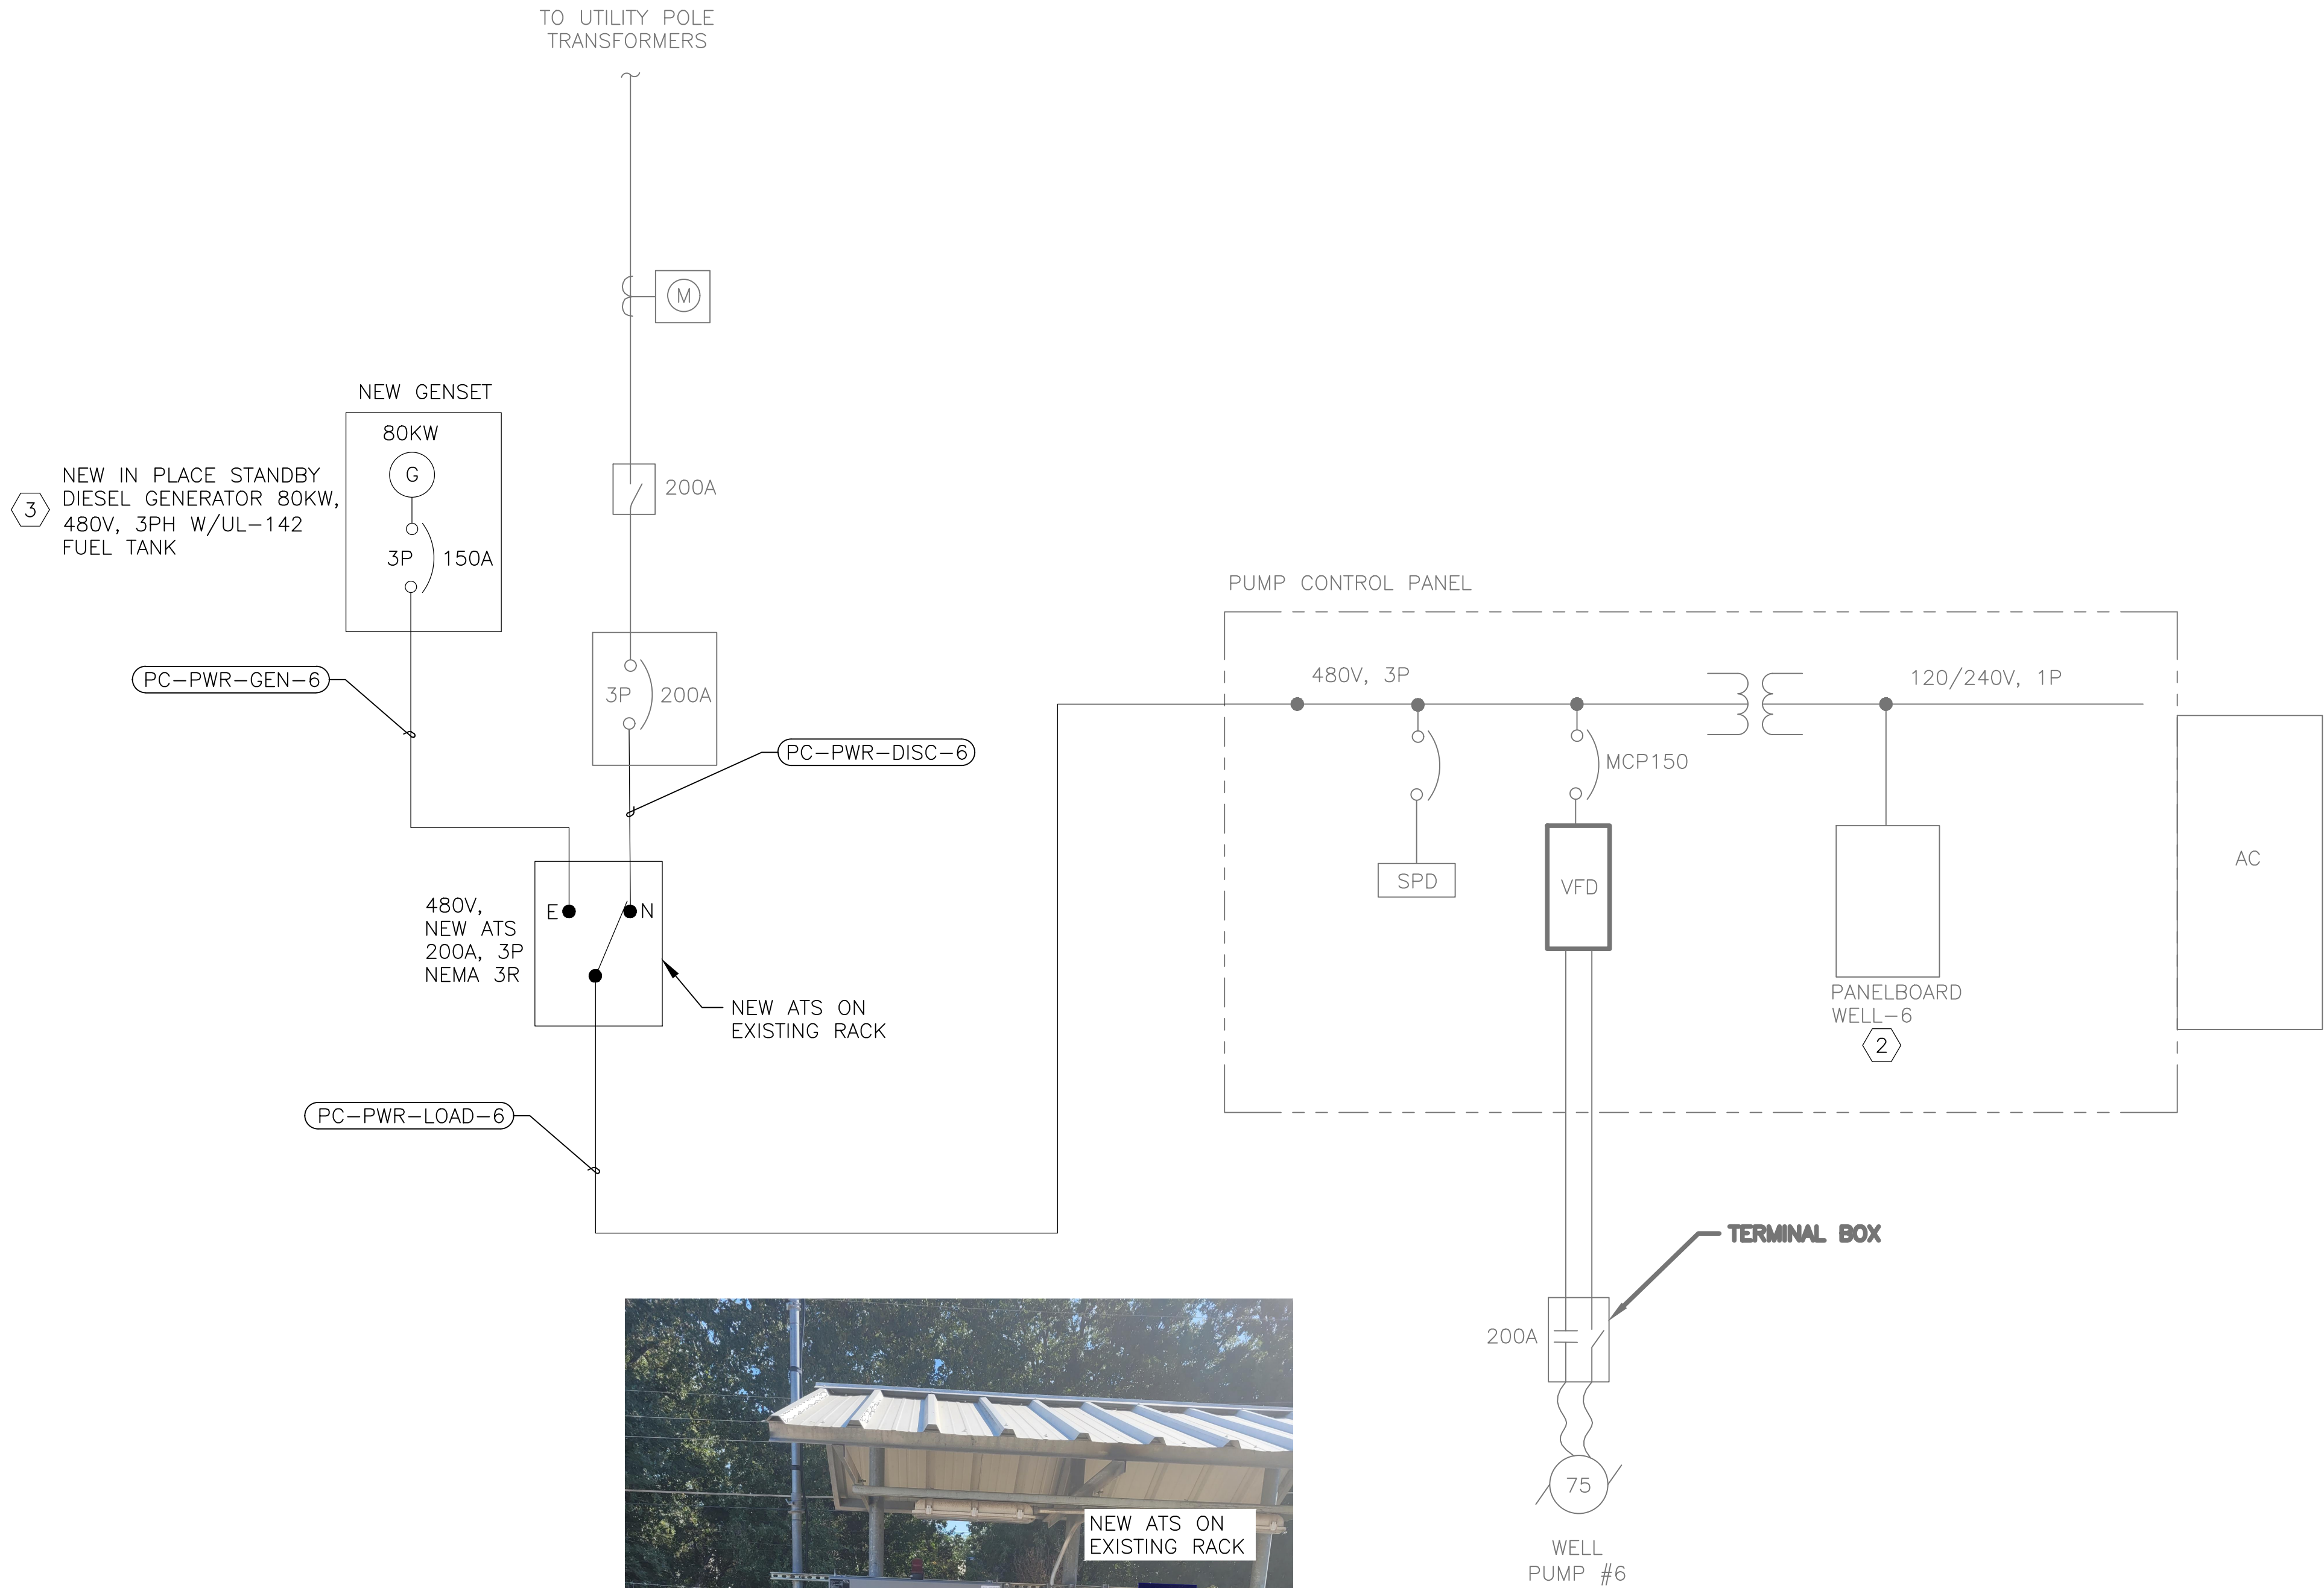 TO UTILITY POLE
TRANSFORMERS
M
NEW GENSET
80KW
G
3P
150A
3
NEW IN PLACE STANDBY
DIESEL GENERATOR 80KW,
480V, 3PH W/UL-142
FUEL TANK
200A
3P
200A
PC-PWR-GEN-6
PC-PWR-DISC-6
480V,
NEW ATS
200A, 3P
NEMA 3R
E
N
NEW ATS ON
EXISTING RACK
PC-PWR-LOAD-6
PUMP CONTROL PANEL
480V, 3P
120/240V, 1P
MCP150
SPD
VFD
PANELBOARD
WELL-6
2
AC
TERMINAL BOX
200A
75
WELL
PUMP #6
NEW ATS ON
EXISTING RACK